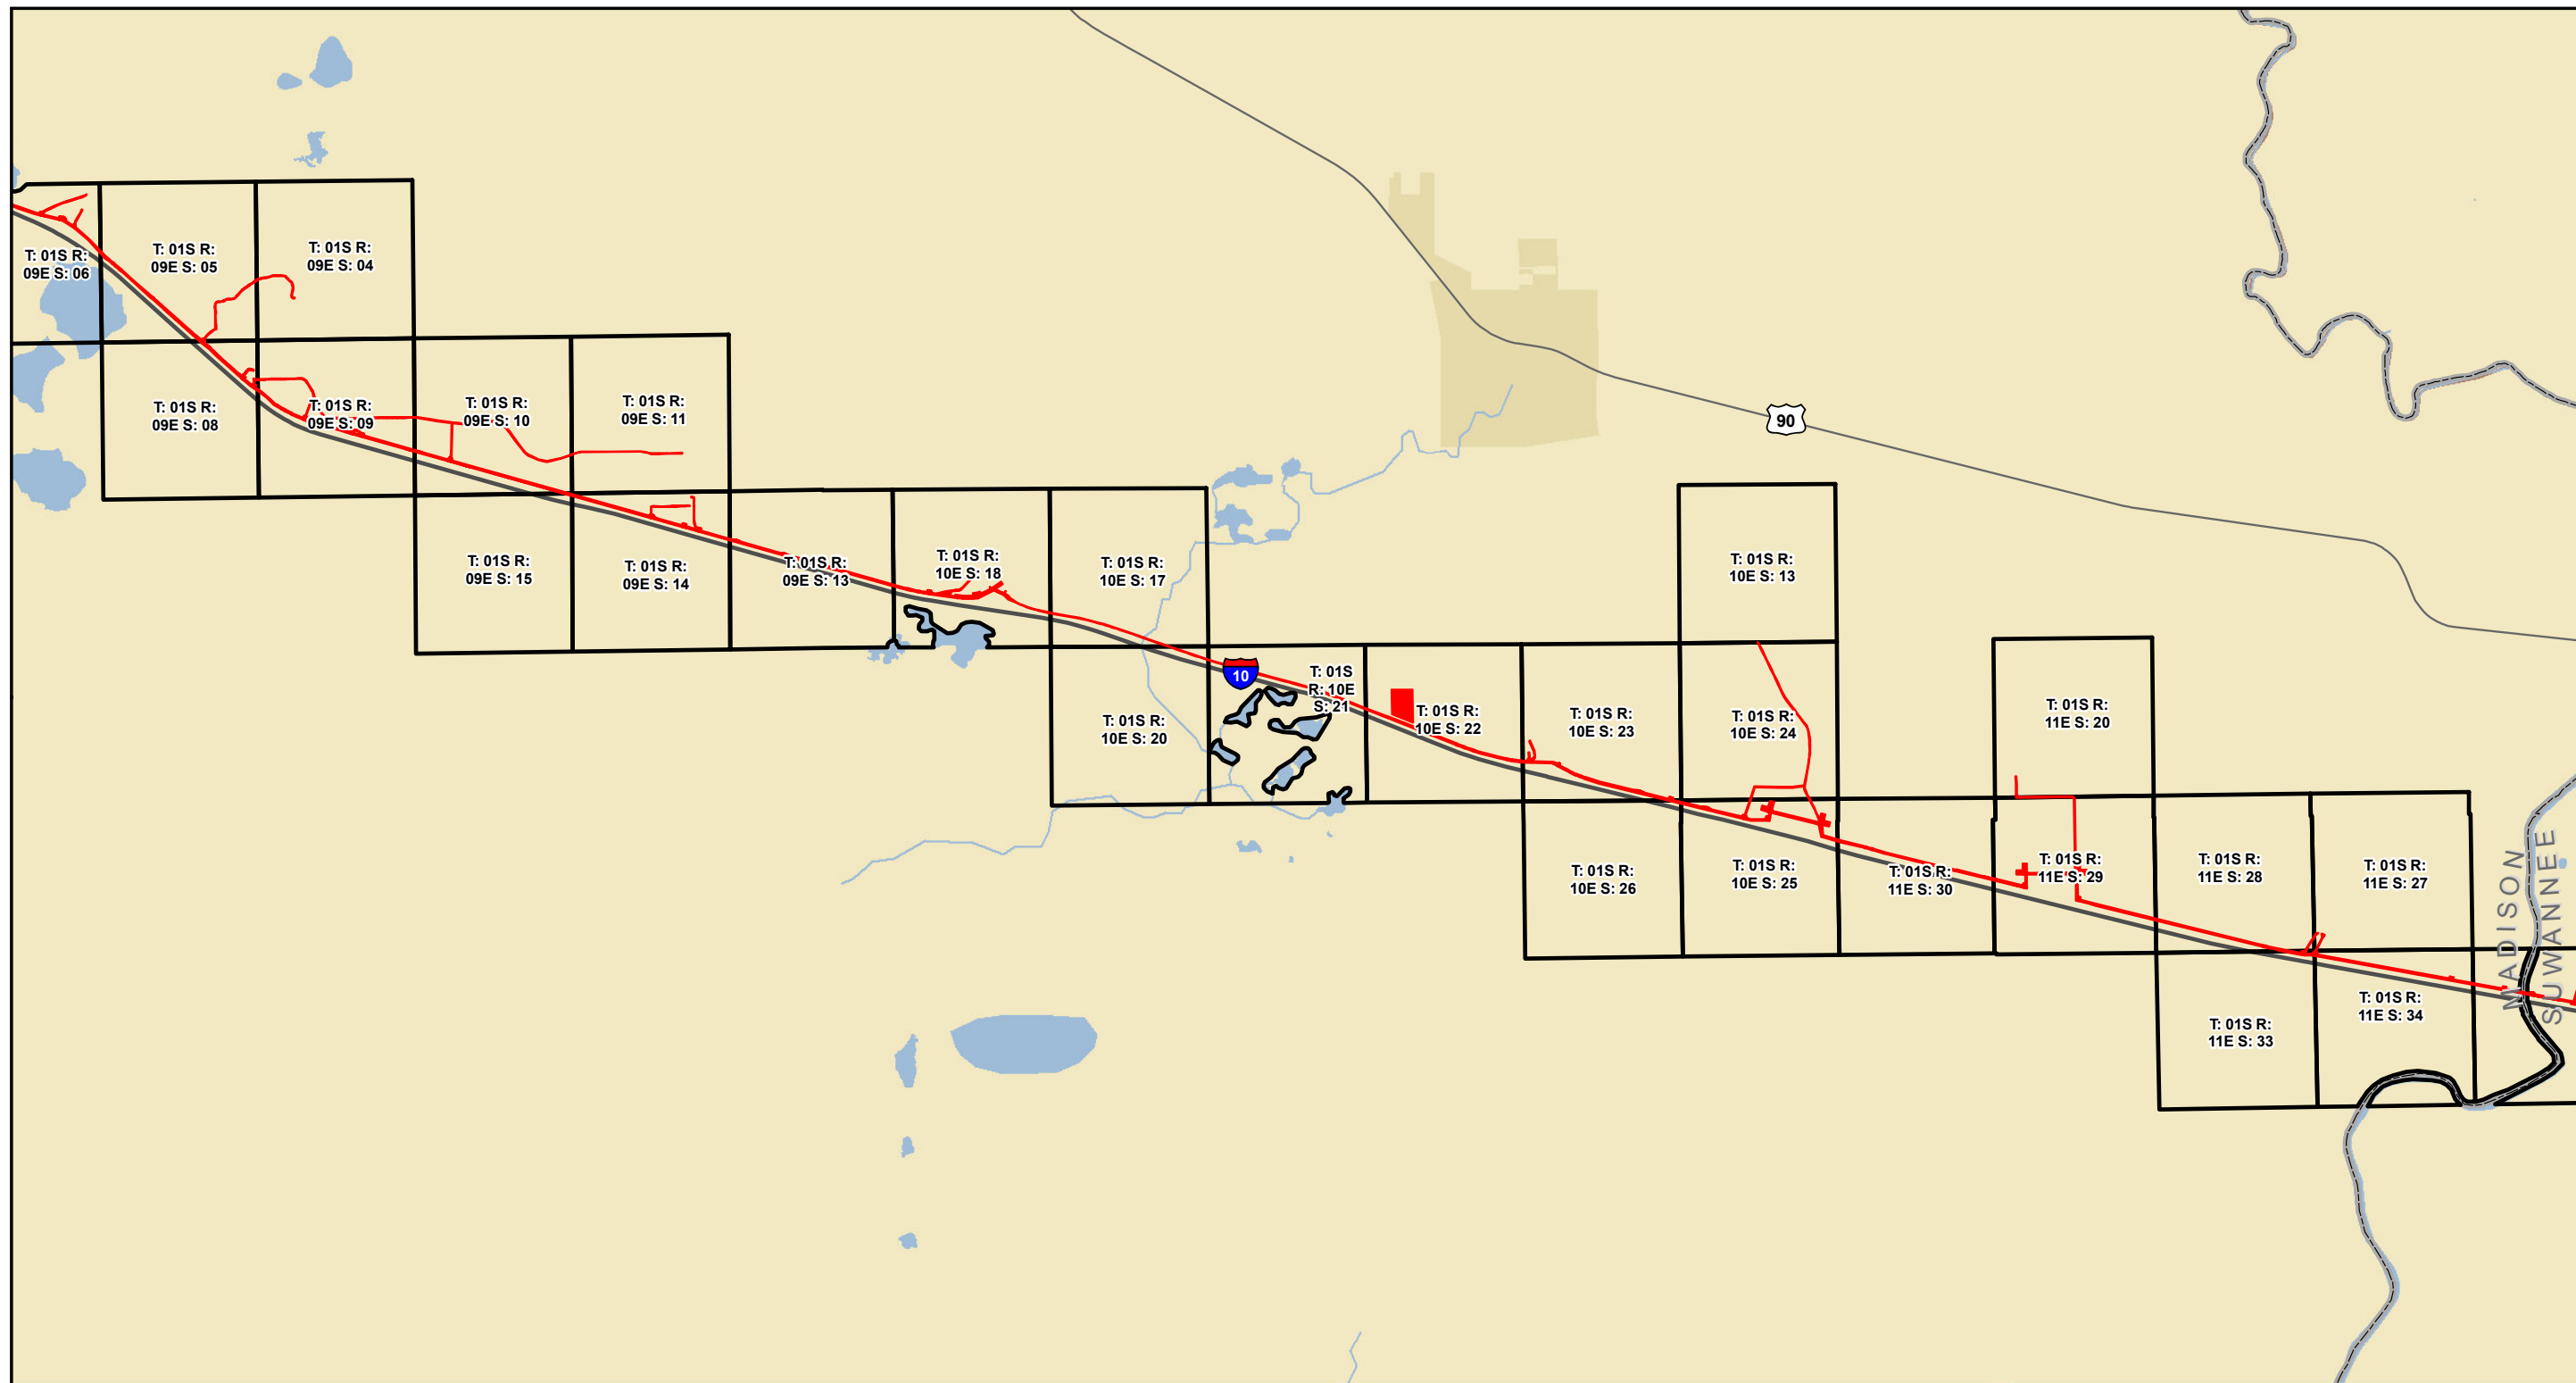 T: 01S R:
09E S: 06
T: 01S R:
09E S: 05
T: 01S R:
09E S: 04
T: 01S R:
09E S: 08
T: 01S R:
09E S: 09
T: 01S R:
09E S: 10
T: 01S R:
09E S: 11
90
T: 01S R:
09E S: 15
T: 01S R:
09E S: 14
T: 01S R:
09E S: 13
T: 01S R:
10E S: 18
T: 01S R:
10E S: 17
T: 01S R:
10E S: 13
10
T: 01S R:
10E S: 20
T: 01S
R: 10E
S: 21
T: 01S R:
10E S: 22
T: 01S R:
10E S: 23
T: 01S R:
10E S: 24
T: 01S R:
11E S: 20
T: 01S R:
10E S: 26
T: 01S R:
10E S: 25
T: 01S R:
11E S: 30
T: 01S R:
11E S: 29
T: 01S R:
11E S: 28
T: 01S R:
11E S: 27
MADISON
SUWANNEE
T: 01S R:
11E S: 33
T: 01S R:
11E S: 34